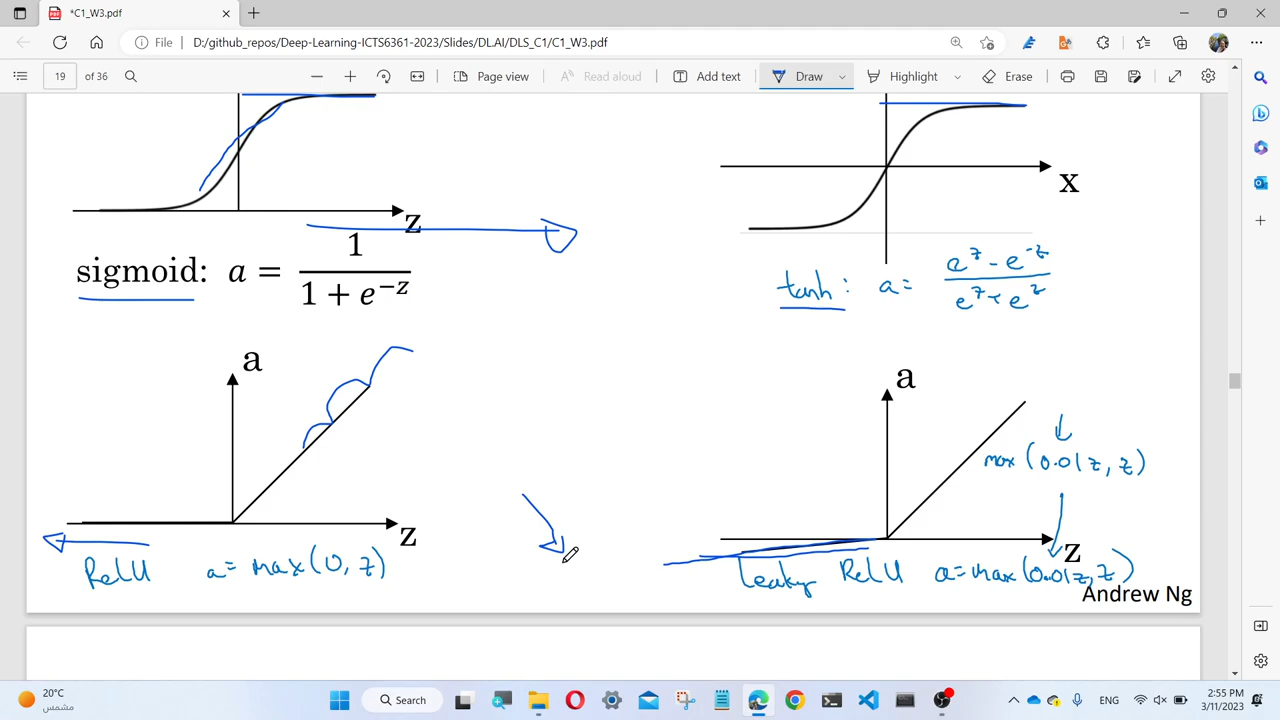 *C1_W3.pdf
File
D:/github_repos/Deep-Learning-ICTS6361-2023/Slides/DL.AI/DLS_C1/C1_W3.pdf
19 of 36
Page view
Read aloud
Add text
Draw
Highlight
Erase
z
x
sigmoid: a = 1 / 1 + e^{-z}
tanh: a = e^z - e^{-z} / e^z + e^z
a
a
max (0.01z, z)
z
z
ReLU a = max (0, z)
Leaky ReLU a = max (0.01z, z)
Andrew Ng
20°C
مشمس
Search
ENG
2:55 PM
3/11/2023